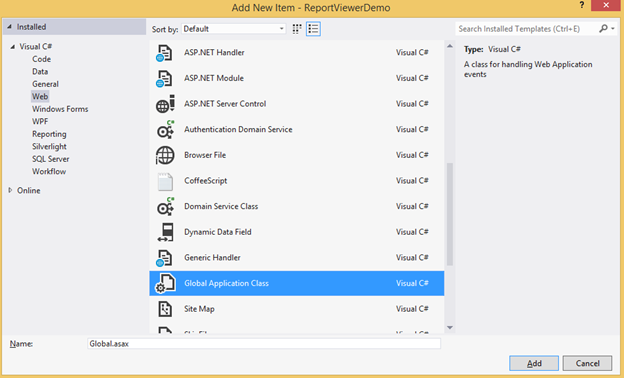 Add New Item - ReportViewerDemo
Installed
Sort by: Default
Search Installed Templates (Ctrl+E)
Visual C#
Code
Data
General
Web
Windows Forms
WPF
Reporting
Silverlight
SQL Server
Workflow
Online
ASP.NET Handler Visual C#
ASP.NET Module Visual C#
ASP.NET Server Control Visual C#
Authentication Domain Service Visual C#
Browser File Visual C#
CoffeeScript Visual C#
Domain Service Class Visual C#
Dynamic Data Field Visual C#
Generic Handler Visual C#
Global Application Class Visual C#
Site Map Visual C#
Type: Visual C#
A class for handling Web Application
events
Name: Global.asax
Add Cancel